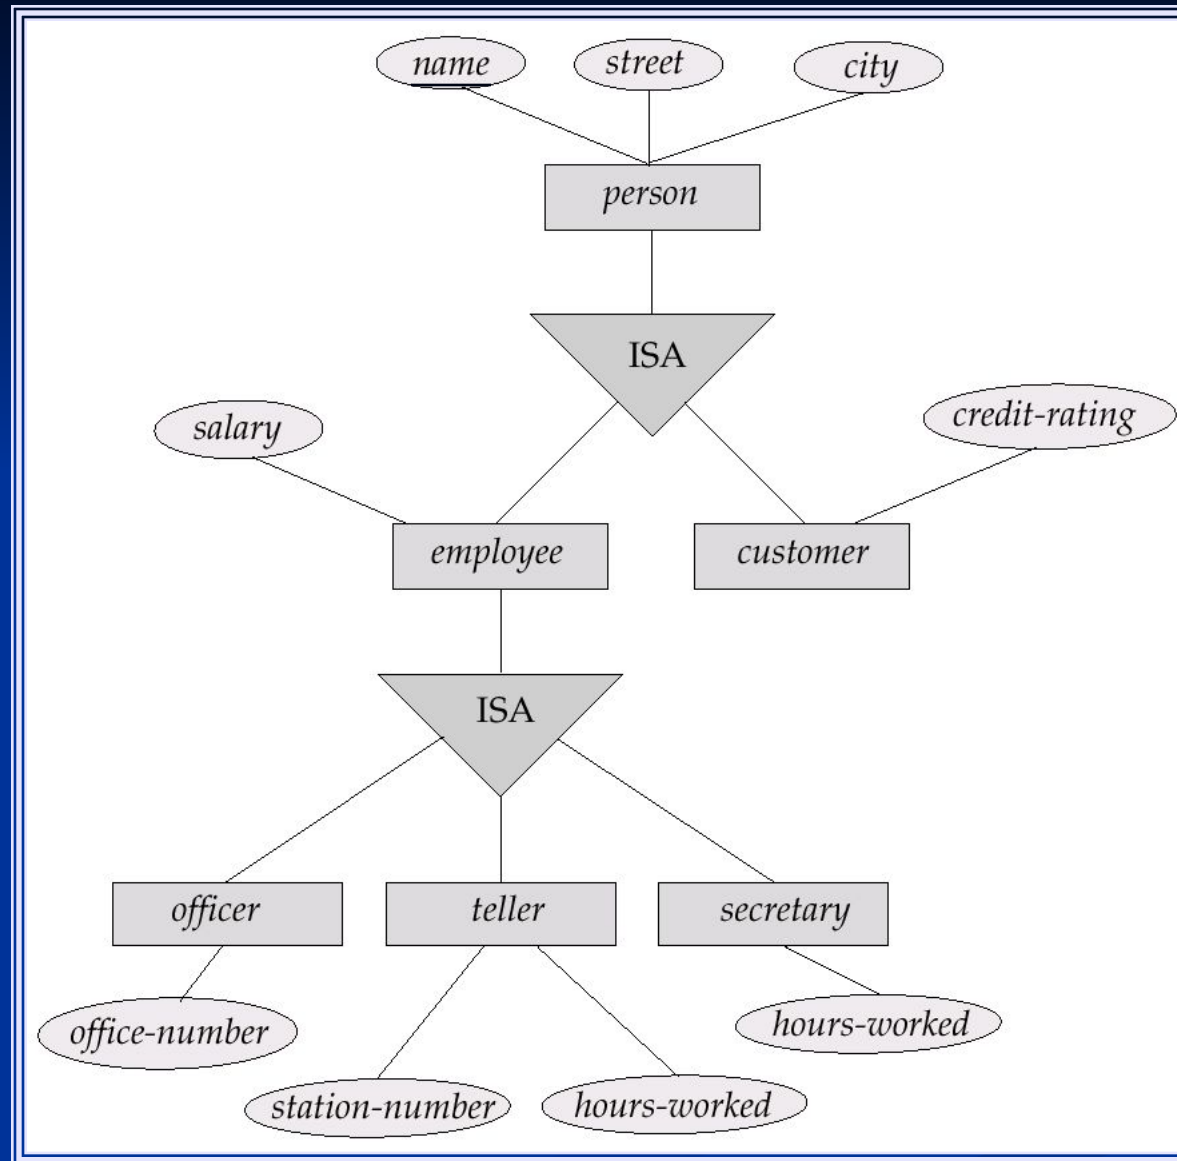 name
street
city
person
ISA
salary
credit-rating
employee
customer
ISA
officer
teller
secretary
office-number
hours-worked
station-number
hours-worked